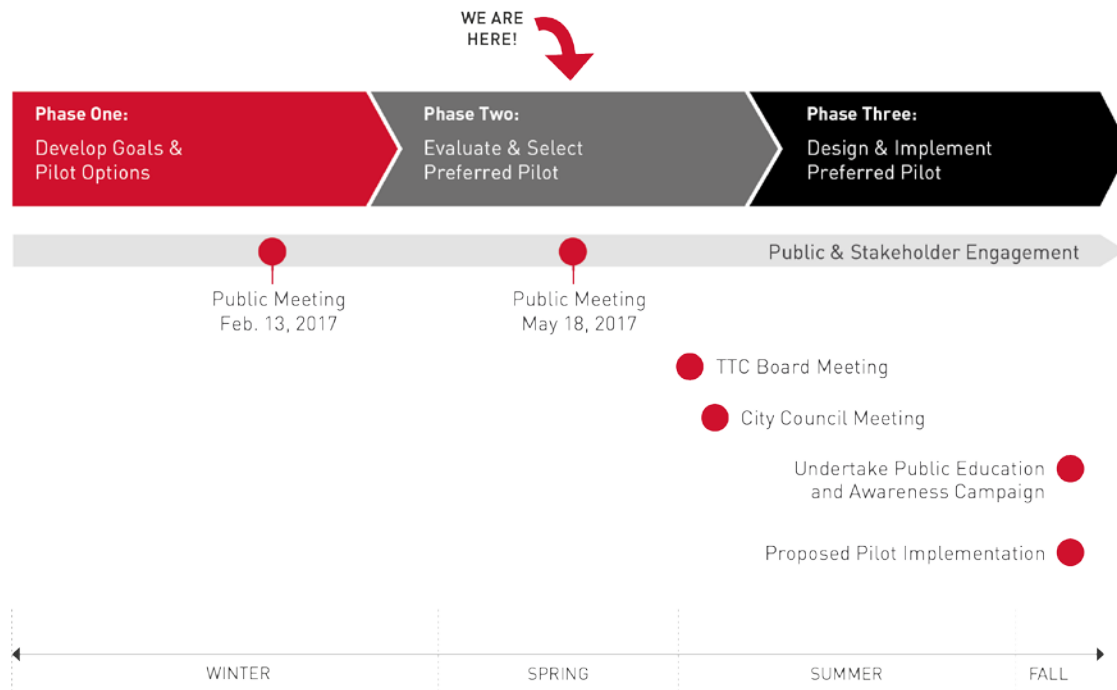 WE ARE
HERE!
Phase One:
Develop Goals &
Pilot Options
Phase Two:
Evaluate & Select
Preferred Pilot
Phase Three:
Design & Implement
Preferred Pilot
Public & Stakeholder Engagement
Public Meeting
Feb. 13, 2017
Public Meeting
May 18, 2017
TTC Board Meeting
City Council Meeting
Undertake Public Education
and Awareness Campaign
Proposed Pilot Implementation
WINTER
SPRING
SUMMER
FALL